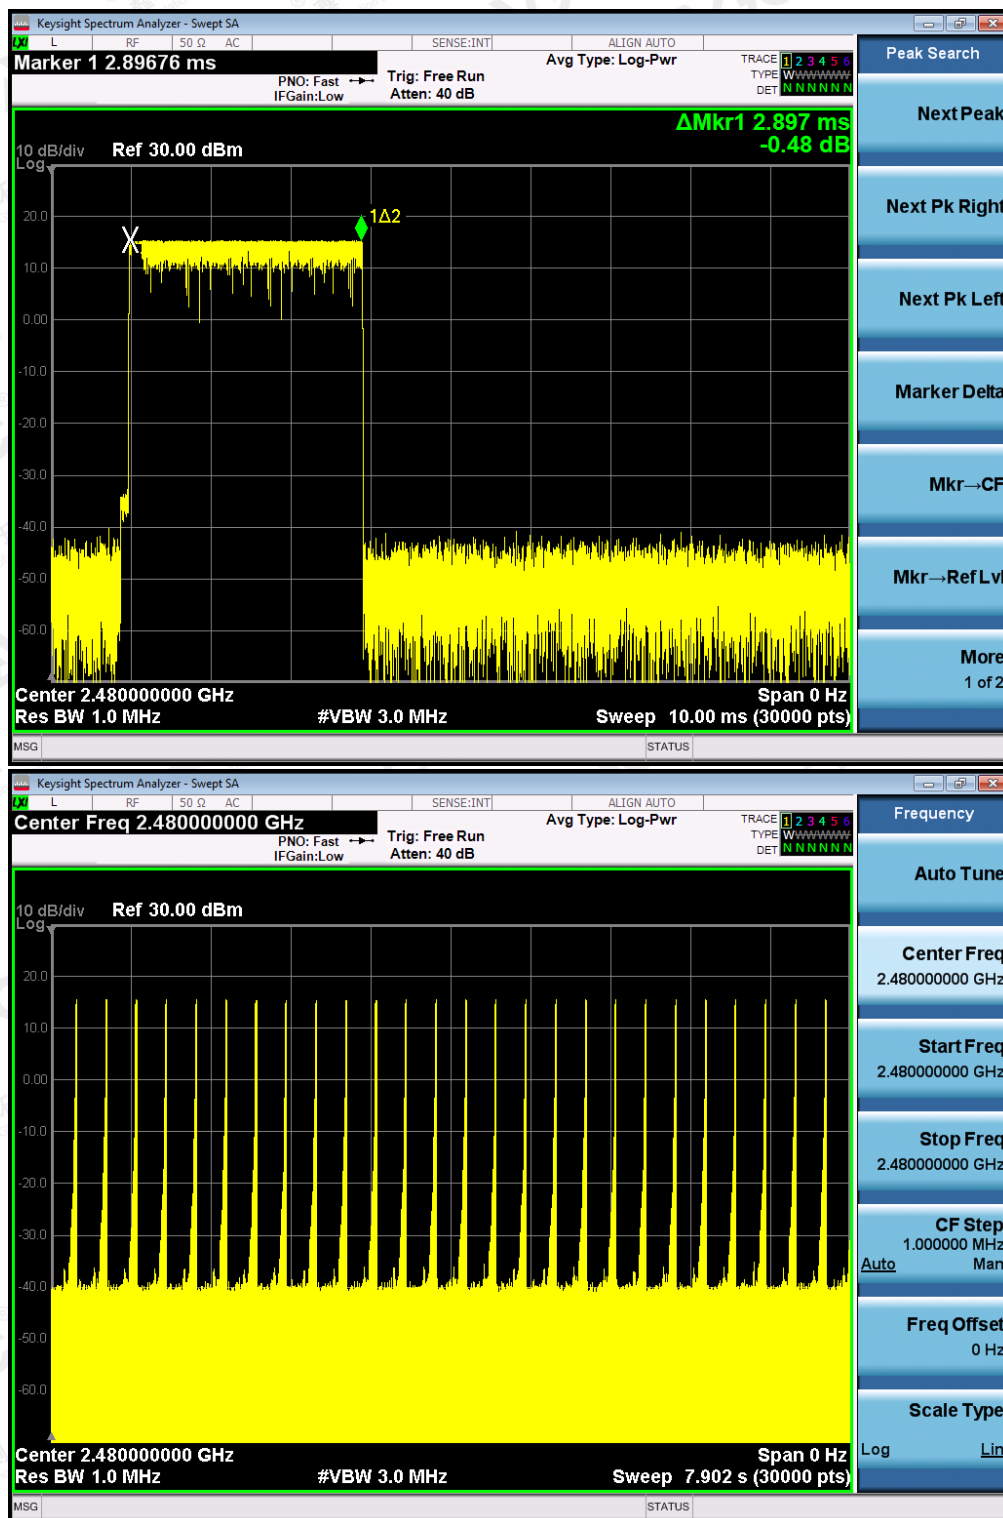 Keysight Spectrum Analyzer - Swept SA
LXI L RF 50 Ω AC SENSE:INT ALIGN AUTO
Marker 1 2.89676 ms
PNO: Fast
IFGain:Low
Trig: Free Run
Atten: 40 dB
Avg Type: Log-Pwr
TRACE 1 2 3 4 5 6
TYPE WWWWWW
DET N N N N N N
ΔMkr1 2.897 ms
-0.48 dB
10 dB/div Ref 30.00 dBm
Log
1Δ2
20.0
10.0
0.00
-10.0
-20.0
-30.0
-40.0
-50.0
-60.0
Center 2.480000000 GHz Span 0 Hz
Res BW 1.0 MHz #VBW 3.0 MHz Sweep 10.00 ms (30000 pts)
MSG STATUS
Peak Search
Next Peak
Next Pk Right
Next Pk Left
Marker Delta
Mkr→CF
Mkr→Ref Lvl
More
1 of 2
Keysight Spectrum Analyzer - Swept SA
LXI L RF 50 Ω AC SENSE:INT ALIGN AUTO
Center Freq 2.480000000 GHz
PNO: Fast
IFGain:Low
Trig: Free Run
Atten: 40 dB
Avg Type: Log-Pwr
TRACE 1 2 3 4 5 6
TYPE WWWWWW
DET N N N N N N
10 dB/div Ref 30.00 dBm
Log
20.0
10.0
0.00
-10.0
-20.0
-30.0
-40.0
-50.0
-60.0
Center 2.480000000 GHz Span 0 Hz
Res BW 1.0 MHz #VBW 3.0 MHz Sweep 7.902 s (30000 pts)
MSG STATUS
Frequency
Auto Tune
Center Freq
2.480000000 GHz
Start Freq
2.480000000 GHz
Stop Freq
2.480000000 GHz
CF Step
1.000000 MHz
Auto Man
Freq Offset
0 Hz
Scale Type
Log Lin